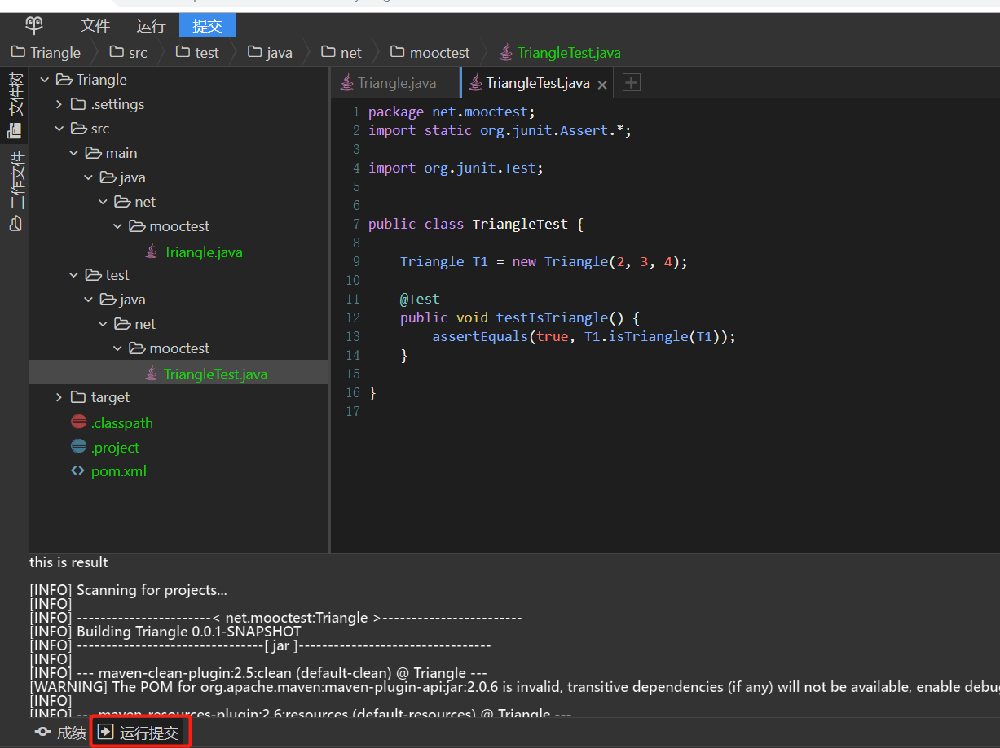 文件 运行 提交
Triangle src test java net mooctest TriangleTest.java
文件树
工作文件
Triangle
.settings
src
main
java
net
mooctest
Triangle.java
test
java
net
mooctest
TriangleTest.java
target
.classpath
.project
pom.xml
Triangle.java TriangleTest.java
1 package net.mooctest;
2 import static org.junit.Assert.*;
3
4 import org.junit.Test;
5
6
7 public class TriangleTest {
8
9 Triangle T1 = new Triangle(2, 3, 4);
10
11 @Test
12 public void testIsTriangle() {
13 assertEquals(true, T1.isTriangle(T1));
14 }
15
16 }
17
this is result
[INFO] Scanning for projects...
[INFO]
[INFO] -----------------------< net.mooctest:Triangle >------------------------
[INFO] Building Triangle 0.0.1-SNAPSHOT
[INFO] --------------------------------[ jar ]---------------------------------
[INFO]
[INFO] --- maven-clean-plugin:2.5:clean (default-clean) @ Triangle ---
[WARNING] The POM for org.apache.maven:maven-plugin-api:jar:2.0.6 is invalid, transitive dependencies (if any) will not be available, enable debu
[INFO]
[INFO] --- maven-resources-plugin:2.6:resources (default-resources) @ Triangle ---
成绩 运行提交